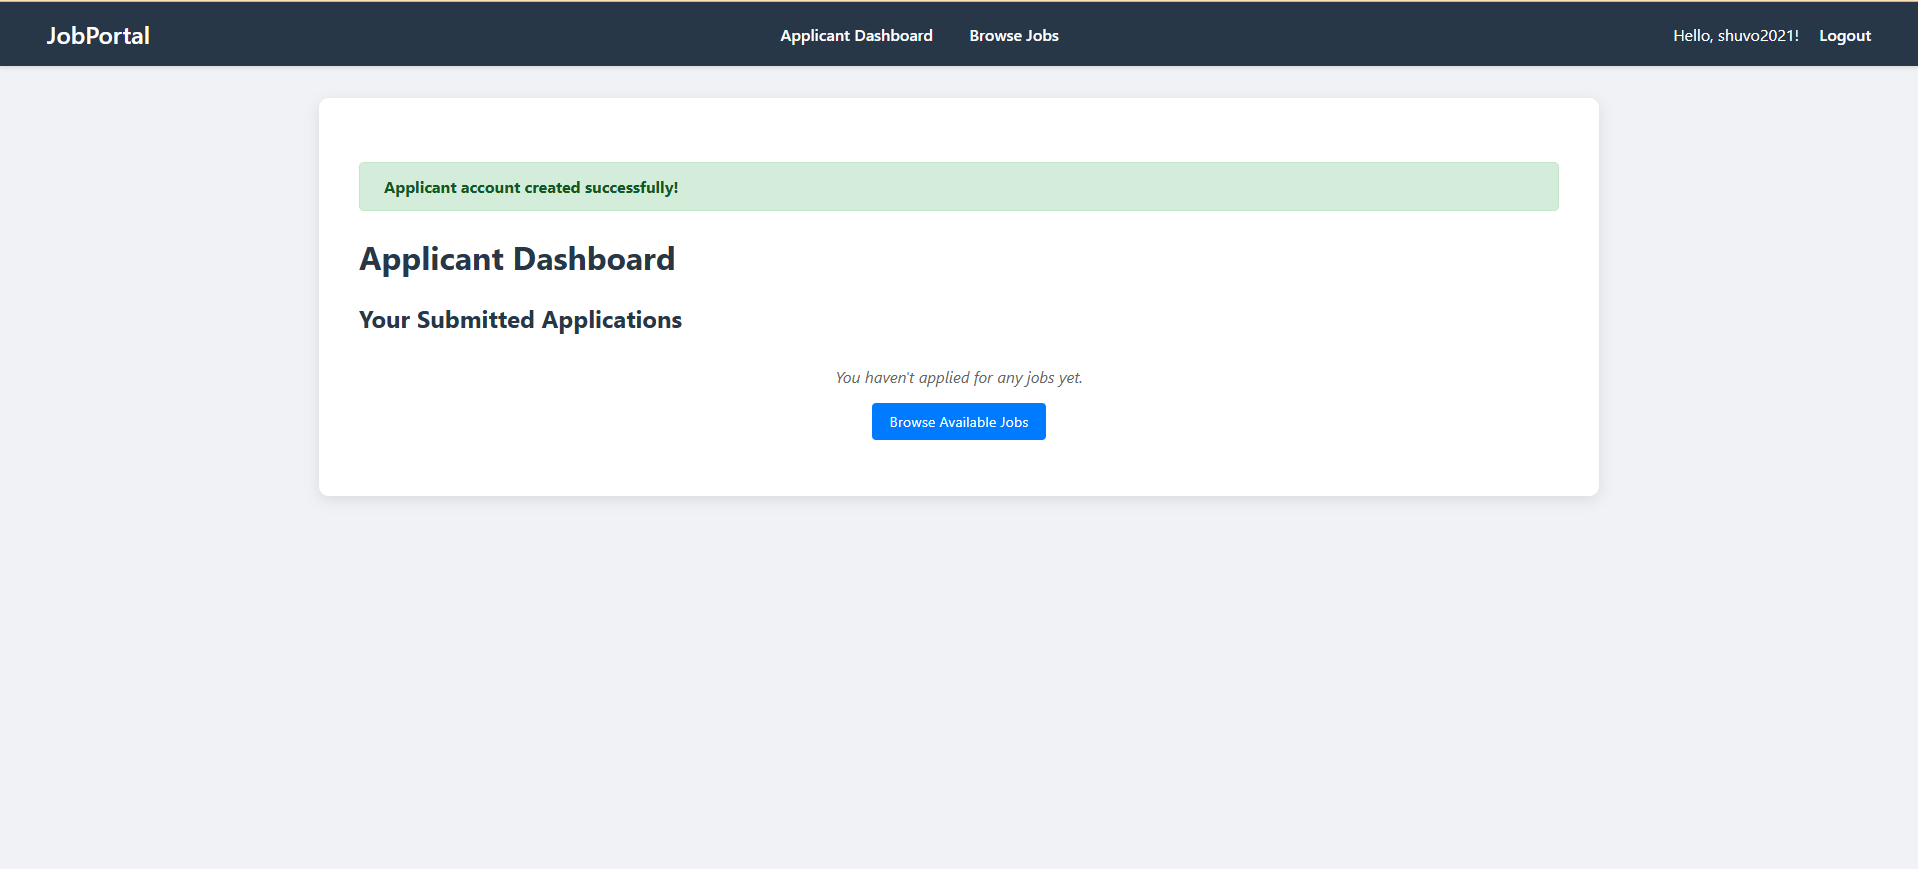 JobPortal
Applicant Dashboard
Browse Jobs
Hello, shuvo2021!
Logout
Applicant account created successfully!
Applicant Dashboard
Your Submitted Applications
You haven't applied for any jobs yet.
Browse Available Jobs